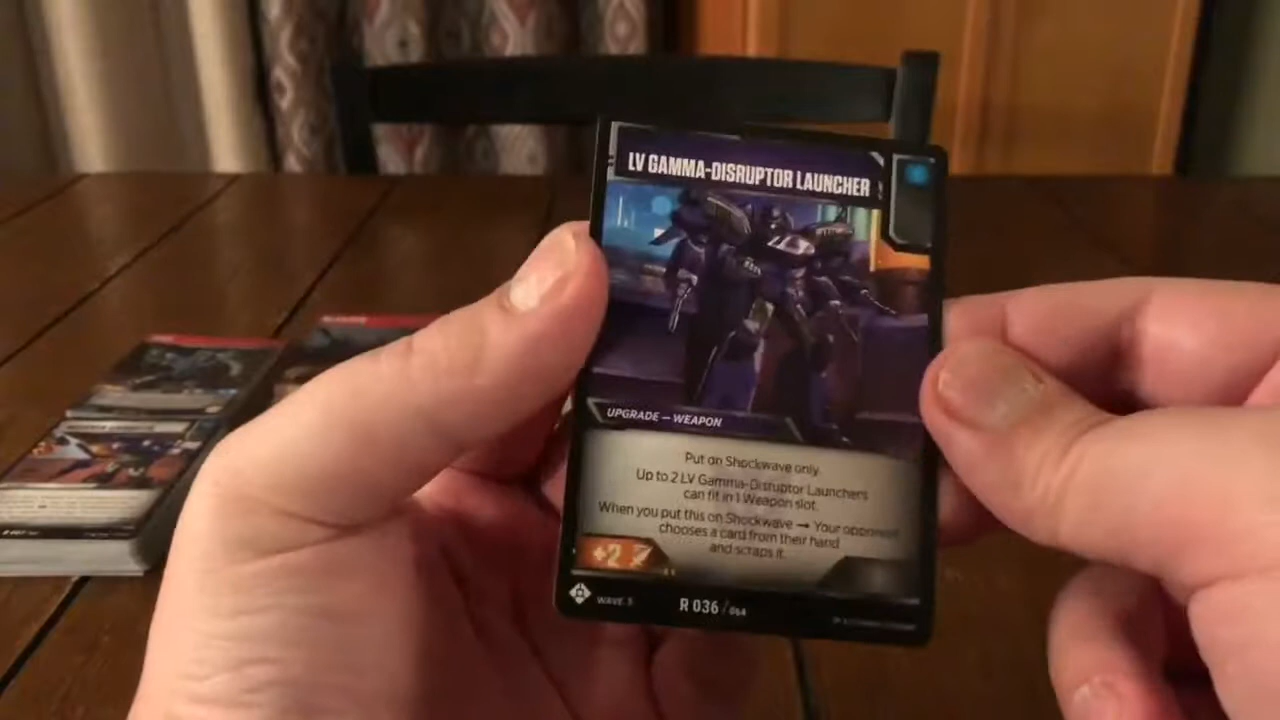 LV GAMMA-DISRUPTOR LAUNCHER
UPGRADE — WEAPON
Put on Shockwave only.
Up to 2 LV Gamma-Disruptor Launchers
can fit in 1 Weapon slot.
When you put this on Shockwave → Your opponent
chooses a card from their hand
and scraps it.
+2
WAVE 3
R 036 / 064